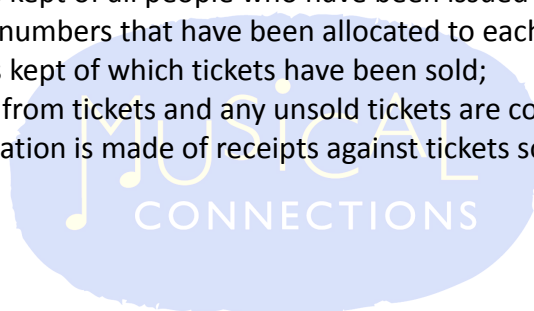 kept of all people who have been issued
numbers that have been allocated to each
kept of which tickets have been sold;
from tickets and any unsold tickets are co
ation is made of receipts against tickets so
MUSICAL
CONNECTIONS